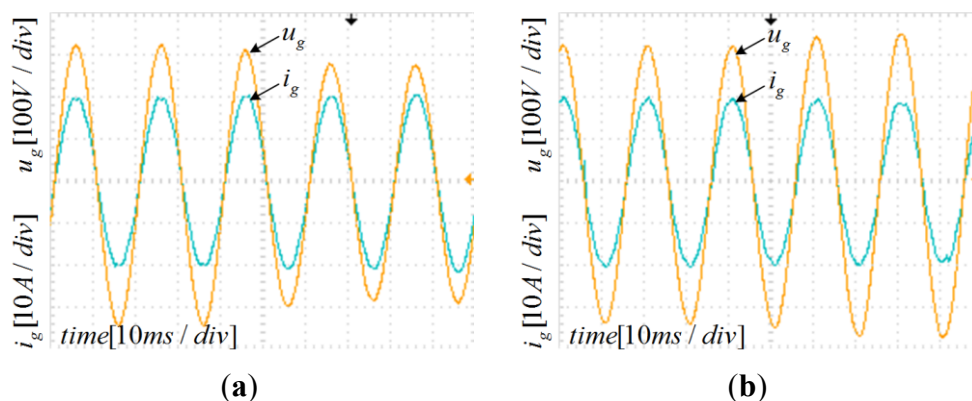 u_g [100V / div]
i_g [10A / div]
u_g
i_g
time[10ms / div]
(a)
u_g [100V / div]
i_g [10A / div]
u_g
i_g
time[10ms / div]
(b)